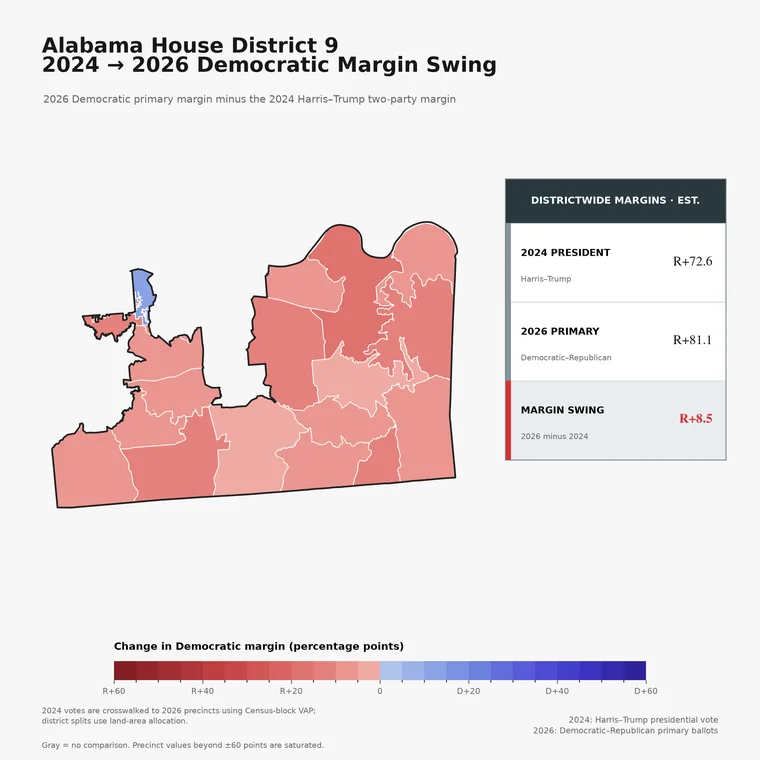 Alabama House District 9
2024 → 2026 Democratic Margin Swing
2026 Democratic primary margin minus the 2024 Harris–Trump two-party margin
DISTRICTWIDE MARGINS · EST.
2024 PRESIDENT
R+72.6
Harris–Trump
2026 PRIMARY
R+81.1
Democratic–Republican
MARGIN SWING
R+8.5
2026 minus 2024
Change in Democratic margin (percentage points)
R+60 R+40 R+20 0 D+20 D+40 D+60
2024 votes are crosswalked to 2026 precincts using Census-block VAP;
district splits use land-area allocation.
Gray = no comparison. Precinct values beyond ±60 points are saturated.
2024: Harris–Trump presidential vote
2026: Democratic–Republican primary ballots